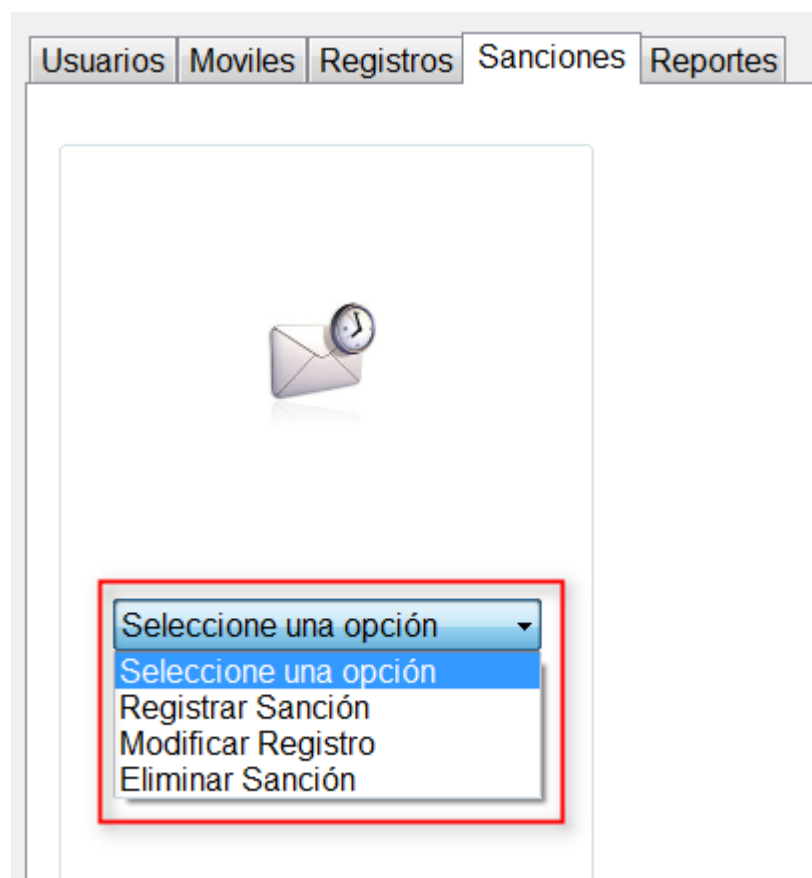 Usuarios Moviles Registros Sanciones Reportes
Seleccione una opción
Seleccione una opción
Registrar Sanción
Modificar Registro
Eliminar Sanción